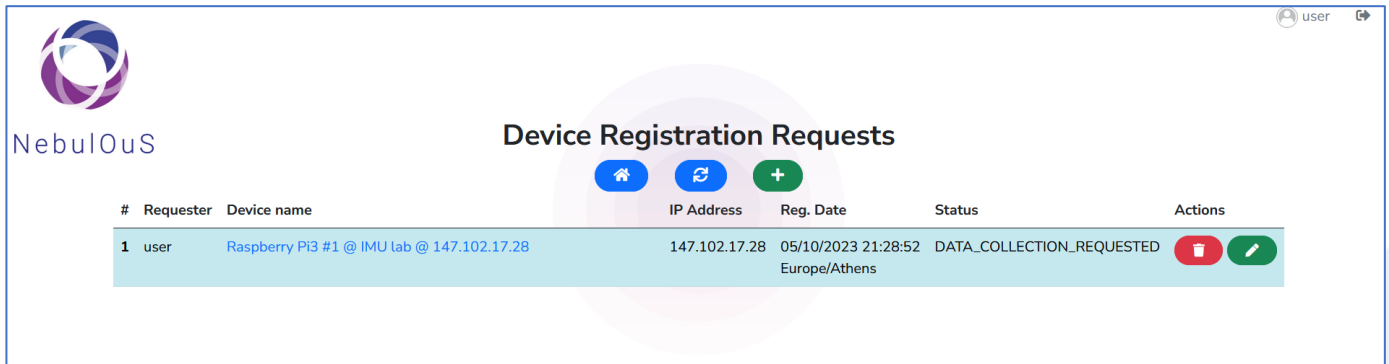 user
NebulOuS
Device Registration Requests
# Requester Device name IP Address Reg. Date Status Actions
1 user Raspberry Pi3 #1 @ IMU lab @ 147.102.17.28 147.102.17.28 05/10/2023 21:28:52 DATA_COLLECTION_REQUESTED
Europe/Athens